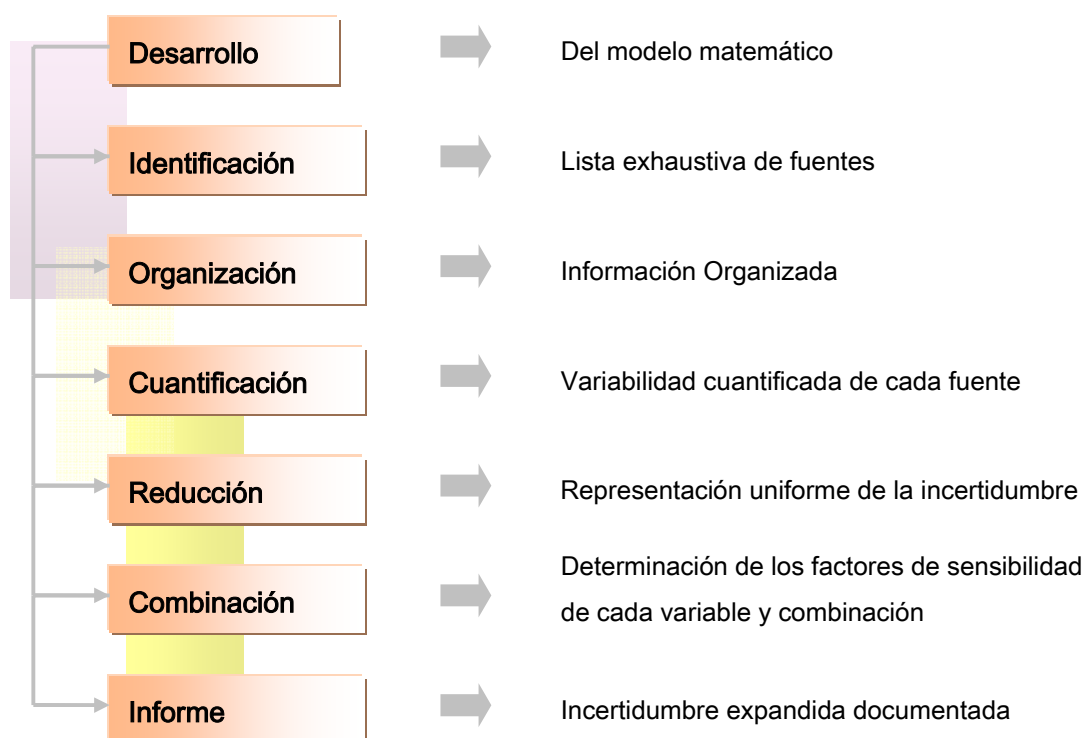 Desarrollo
Del modelo matemático
Identificación
Lista exhaustiva de fuentes
Organización
Información Organizada
Cuantificación
Variabilidad cuantificada de cada fuente
Reducción
Representación uniforme de la incertidumbre
Combinación
Determinación de los factores de sensibilidad
de cada variable y combinación
Informe
Incertidumbre expandida documentada